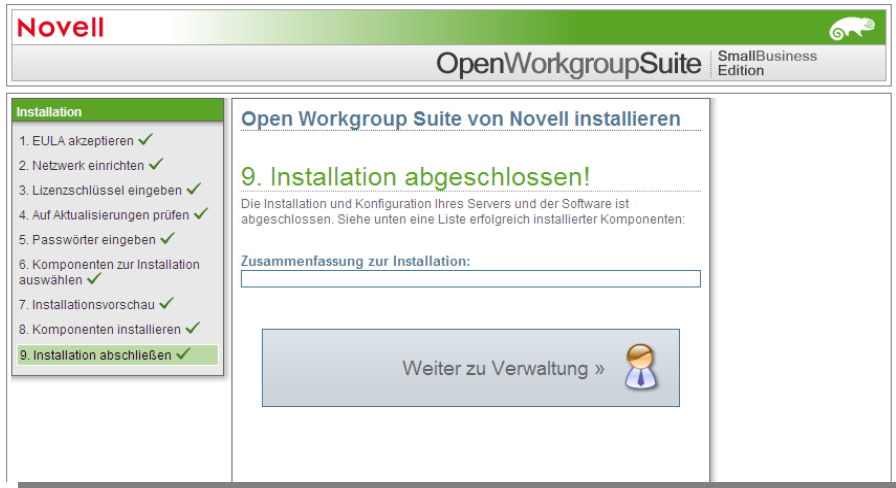 Novell
OpenWorkgroupSuite
SmallBusiness
Edition
Installation
1. EULA akzeptieren
2. Netzwerk einrichten
3. Lizenzschlüssel eingeben
4. Auf Aktualisierungen prüfen
5. Passwörter eingeben
6. Komponenten zur Installation
auswählen
7. Installationsvorschau
8. Komponenten installieren
9. Installation abschließen
Open Workgroup Suite von Novell installieren
9. Installation abgeschlossen!
Die Installation und Konfiguration Ihres Servers und der Software ist
abgeschlossen. Siehe unten eine Liste erfolgreich installierter Komponenten:
Zusammenfassung zur Installation:
Weiter zu Verwaltung »